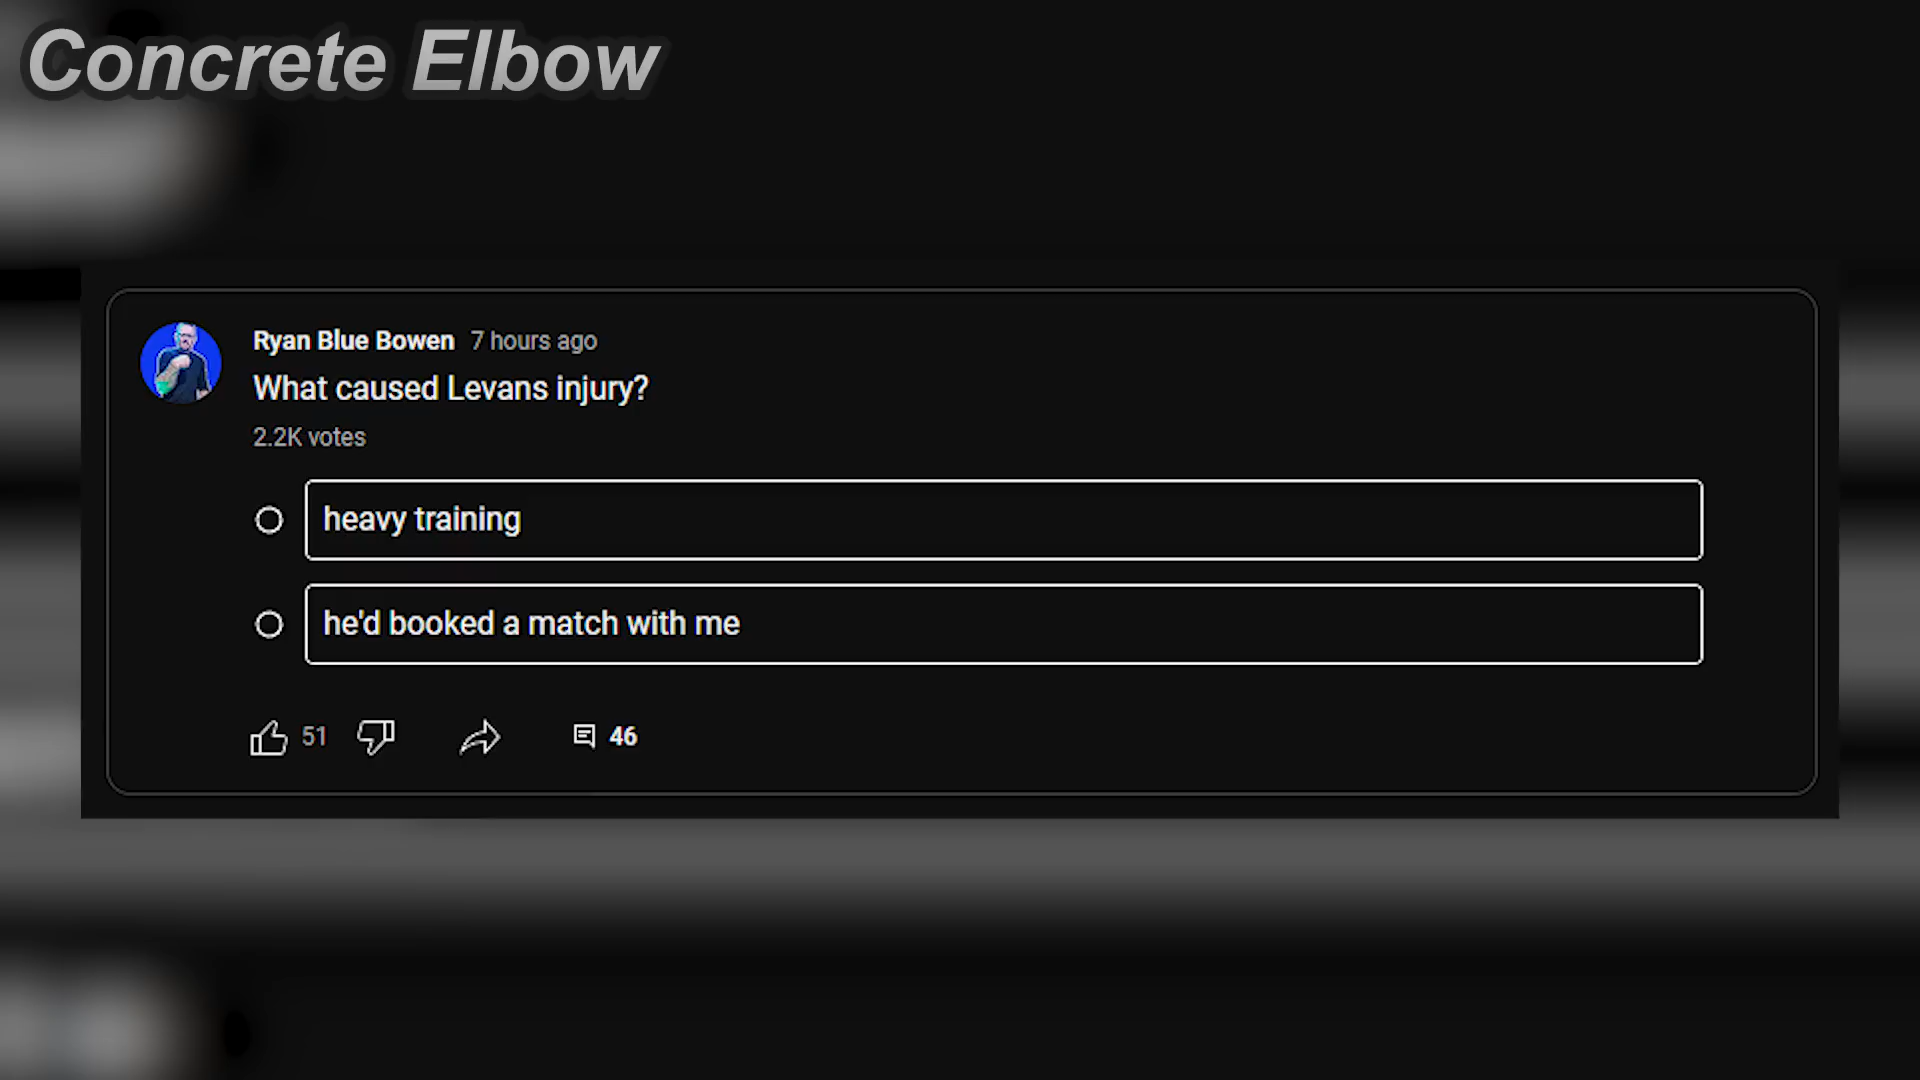 Concrete Elbow
Ryan Blue Bowen 7 hours ago
What caused Levans injury?
2.2K votes
heavy training
he'd booked a match with me
51 46